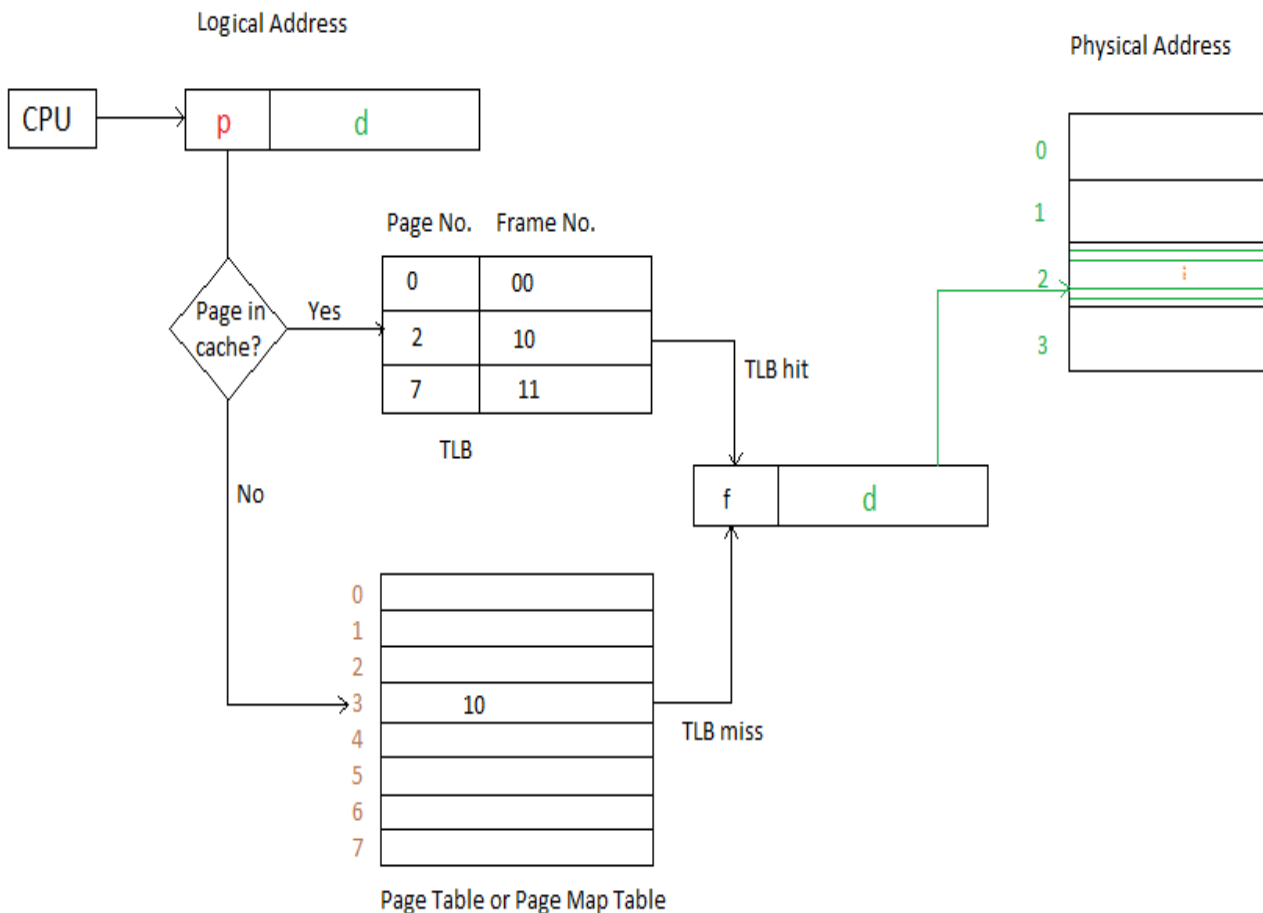 Logical Address
Physical Address
CPU
p d
0
1
2 i
3
Page No. Frame No.
0 00
2 10
7 11
TLB
Page in
cache?
Yes
No
TLB hit
f d
0
1
2
3 10
4
5
6
7
TLB miss
Page Table or Page Map Table